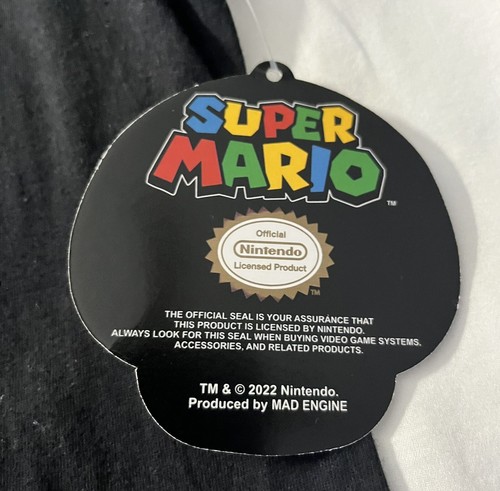 SUPER
MARIO
TM
Official
Nintendo
Licensed Product
TM
THE OFFICIAL SEAL IS YOUR ASSURANCE THAT
THIS PRODUCT IS LICENSED BY NINTENDO.
ALWAYS LOOK FOR THIS SEAL WHEN BUYING VIDEO GAME SYSTEMS.
ACCESSORIES, AND RELATED PRODUCTS.
TM & © 2022 Nintendo.
Produced by MAD ENGINE